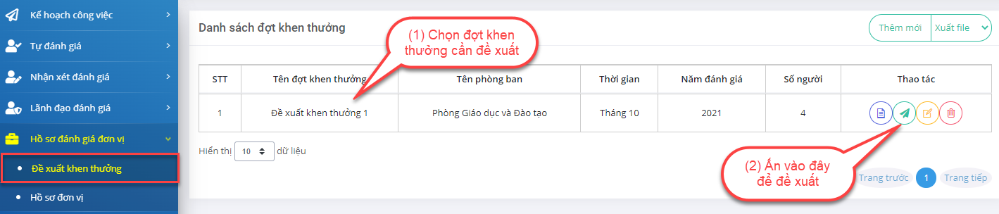 Kế hoạch công việc
Tự đánh giá
Nhận xét đánh giá
Lãnh đạo đánh giá
Hồ sơ đánh giá đơn vị
Đề xuất khen thưởng
Hồ sơ đơn vị
Danh sách đợt khen thưởng
Thêm mới Xuất file
(1) Chọn đợt khen
thưởng cần đề xuất
STT Tên đợt khen thưởng Tên phòng ban Thời gian Năm đánh giá Số người Thao tác
1 Đề xuất khen thưởng 1 Phòng Giáo dục và Đào tạo Tháng 10 2021 4
Hiển thị 10 dữ liệu
(2) Ấn vào đây
để đề xuất
Trang trước 1 Trang tiếp